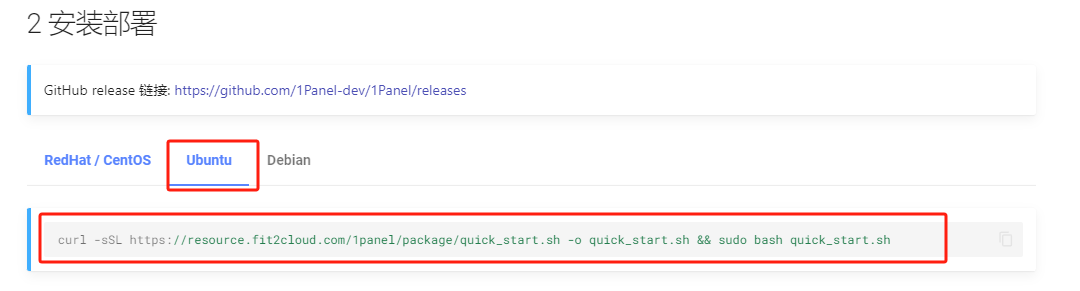 2 安装部署
GitHub release 链接: https://github.com/1Panel-dev/1Panel/releases
RedHat / CentOS Ubuntu Debian
curl -sSL https://resource.fit2cloud.com/1panel/package/quick_start.sh -o quick_start.sh && sudo bash quick_start.sh